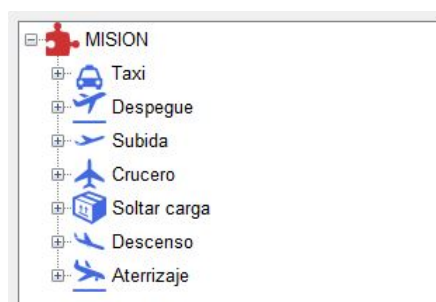 MISION
Taxi
Despegue
Subida
Crucero
Soltar carga
Descenso
Aterrizaje